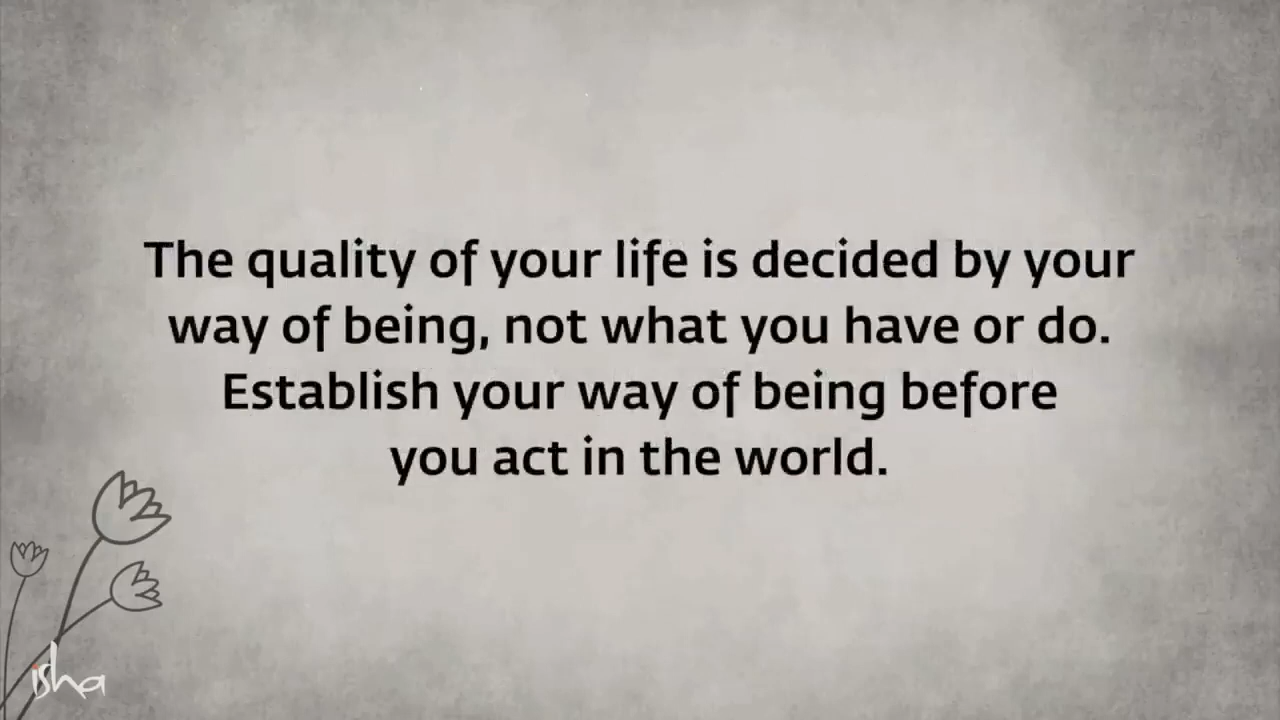 The quality of your life is decided by your
way of being, not what you have or do.
Establish your way of being before
you act in the world.
isha